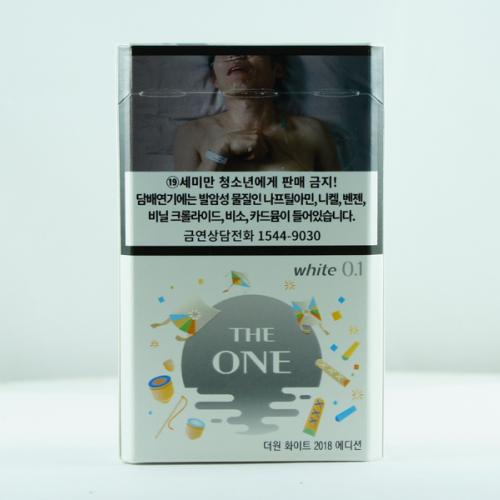 ⑲세미만 청소년에게 판매 금지!
담배연기에는 발암성 물질인 나프틸아민, 니켈, 벤젠,
비닐 크롤라이드, 비소, 카드뮴이 들어있습니다.
금연상담전화 1544-9030
white 0.1
THE
ONE
더원 화이트 2018 에디션